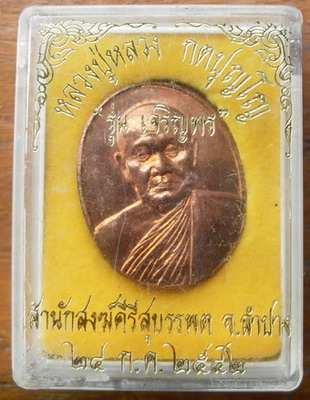 หลวงปู่หลวง กตปุญฺโญ
"รุ่น เจริญพร"
สำนักสงฆ์คีรีสุบรรพต จ.ลำปาง
๒๔ ก.ค. ๒๕๔๒